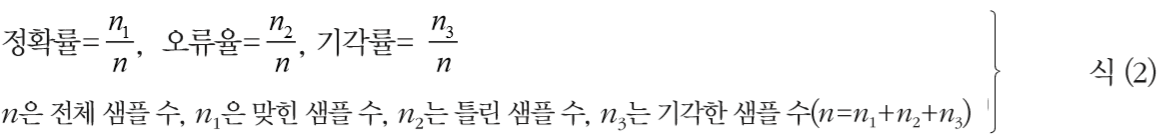 정확률=n₁/n, 오류율=n₂/n, 기각률= n₃/n
식 (2)
n은 전체 샘플 수, n₁은 맞힌 샘플 수, n₂는 틀린 샘플 수, n₃는 기각한 샘플 수(n=n₁+n₂+n₃)